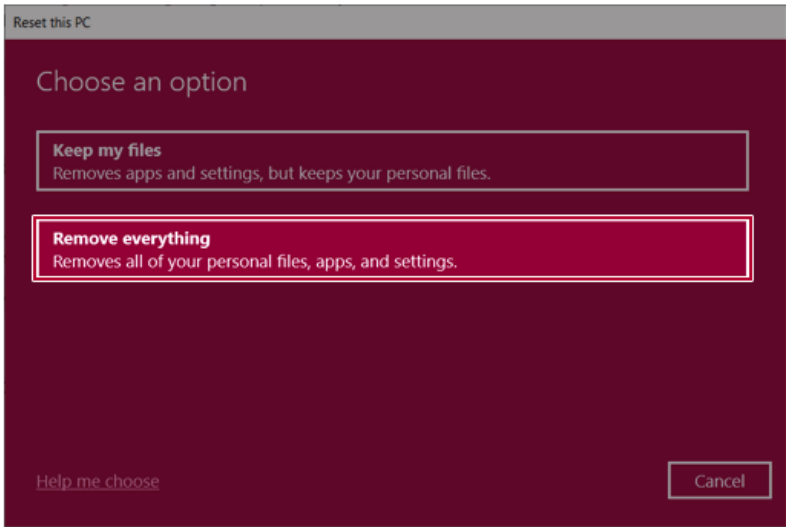 Reset this PC
Choose an option
Keep my files
Removes apps and settings, but keeps your personal files.
Remove everything
Removes all of your personal files, apps, and settings.
Help me choose
Cancel